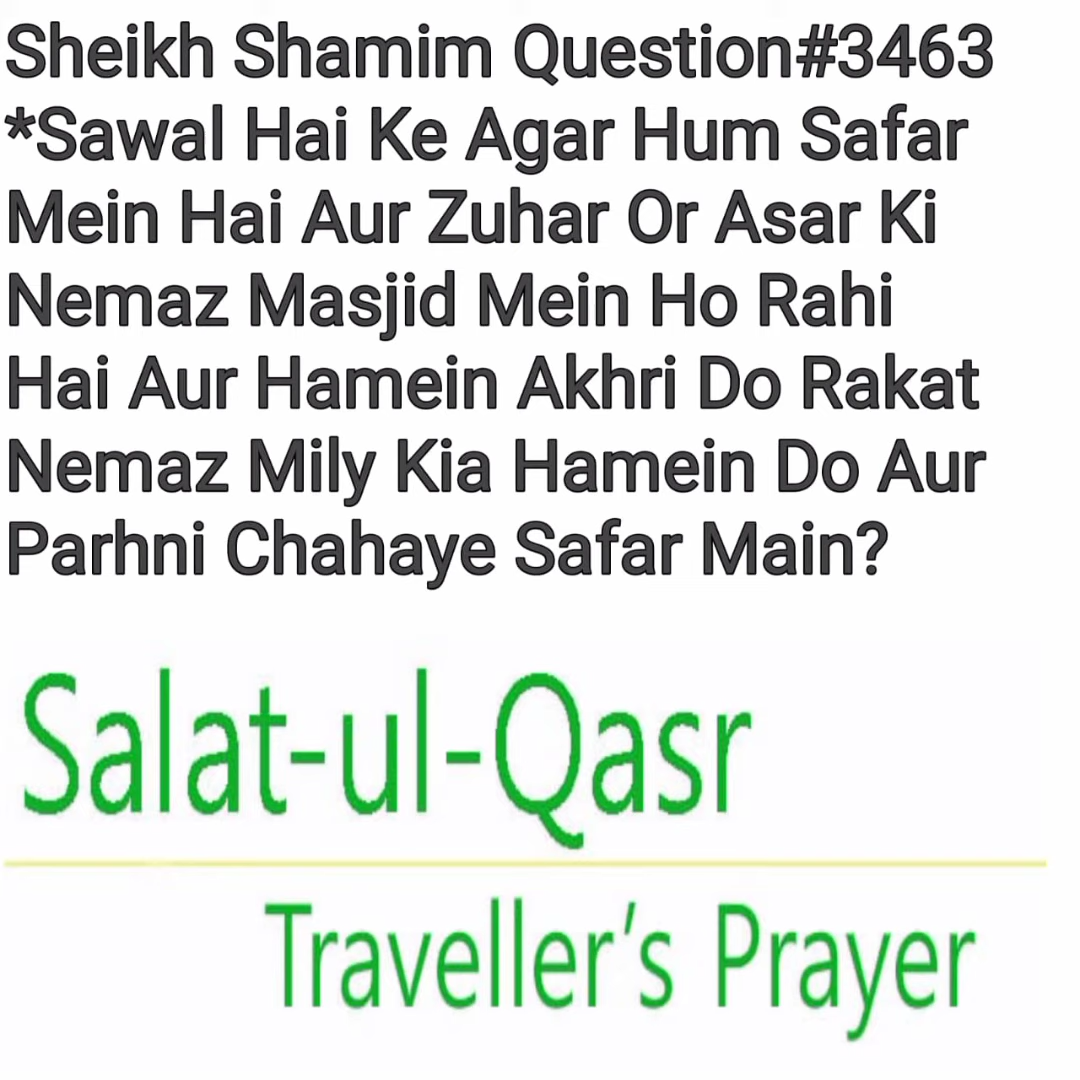 Sheikh Shamim Question#3463
*Sawal Hai Ke Agar Hum Safar
Mein Hai Aur Zuhar Or Asar Ki
Nemaz Masjid Mein Ho Rahi
Hai Aur Hamein Akhri Do Rakat
Nemaz Mily Kia Hamein Do Aur
Parhni Chahaye Safar Main?
Salat-ul-Qasr
Traveller's Prayer